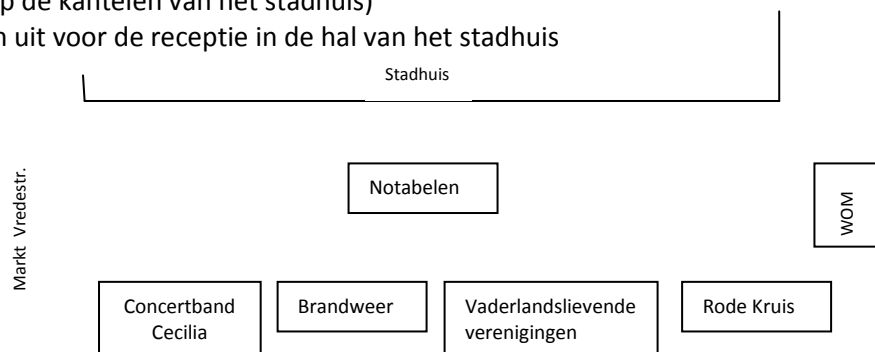 op de kantelen van het stadhuis)
n uit voor de receptie in de hal van het stadhuis
Stadhuis
Markt Vredestr.
Notabelen
WOM
Concertband
Cecilia
Brandweer
Vaderlandslievende
verenigingen
Rode Kruis